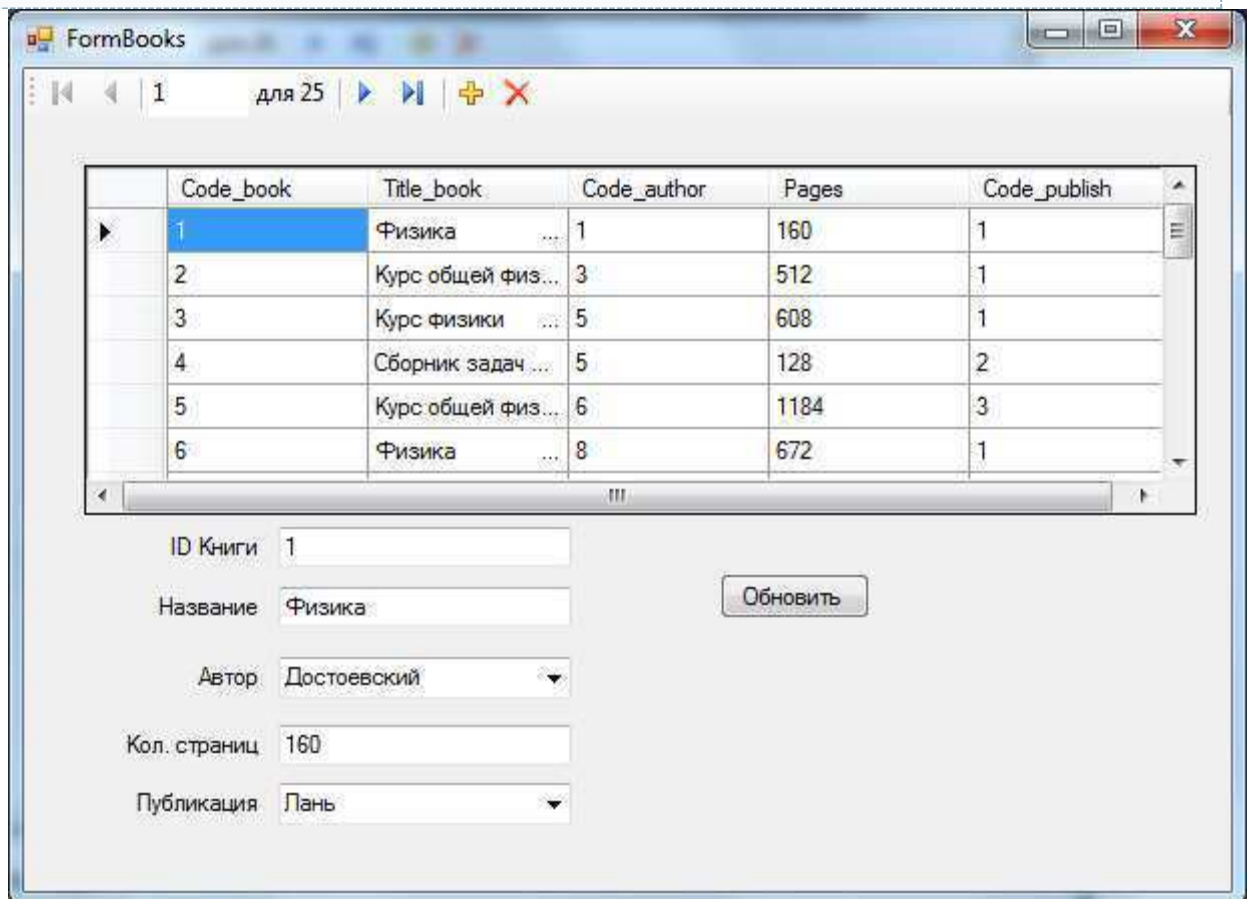 FormBooks
1 для 25
Code_book Title_book Code_author Pages Code_publish
1 Физика ... 1 160 1
2 Курс общей физ... 3 512 1
3 Курс физики ... 5 608 1
4 Сборник задач ... 5 128 2
5 Курс общей физ... 6 1184 3
6 Физика ... 8 672 1
ID Книги 1
Название Физика
Обновить
Автор Достоевский
Кол. страниц 160
Публикация Лань